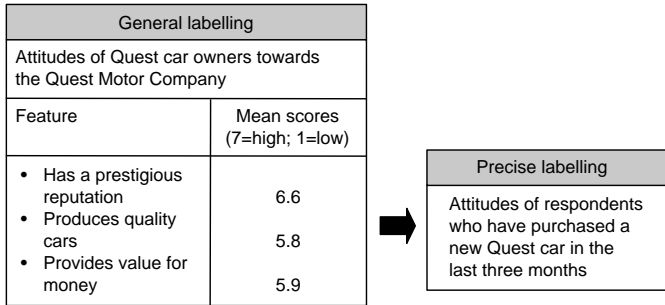 General labelling
Attitudes of Quest car owners towards
the Quest Motor Company
Feature
Mean scores
(7=high; 1=low)
• Has a prestigious
reputation
6.6
• Produces quality
cars
5.8
• Provides value for
money
5.9
Precise labelling
Attitudes of respondents
who have purchased a
new Quest car in the
last three months